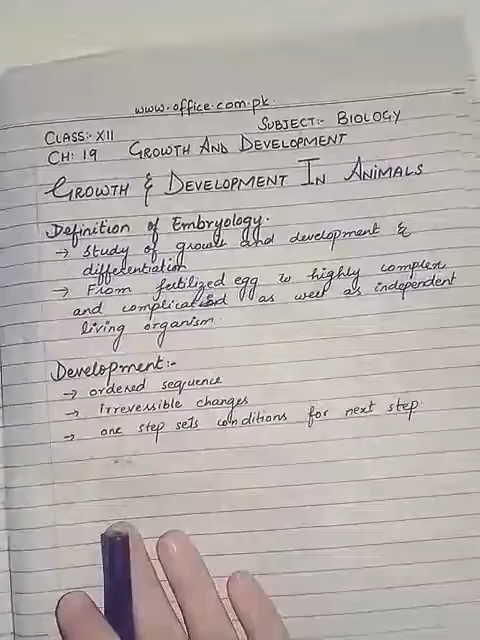 www.office.com.pk.
CLASS:- XII
SUBJECT:- BIOLOGY
CH: 19 GROWTH AND DEVELOPMENT
GROWTH & DEVELOPMENT IN ANIMALS
Definition of Embryology.
→ Study of growth and development &
differentiation
→ From fertilized egg to highly complex
and complicated as well as independent
living organism.
Development:-
→ ordered sequence
→ Irreversible changes
→ one step sets conditions for next step.